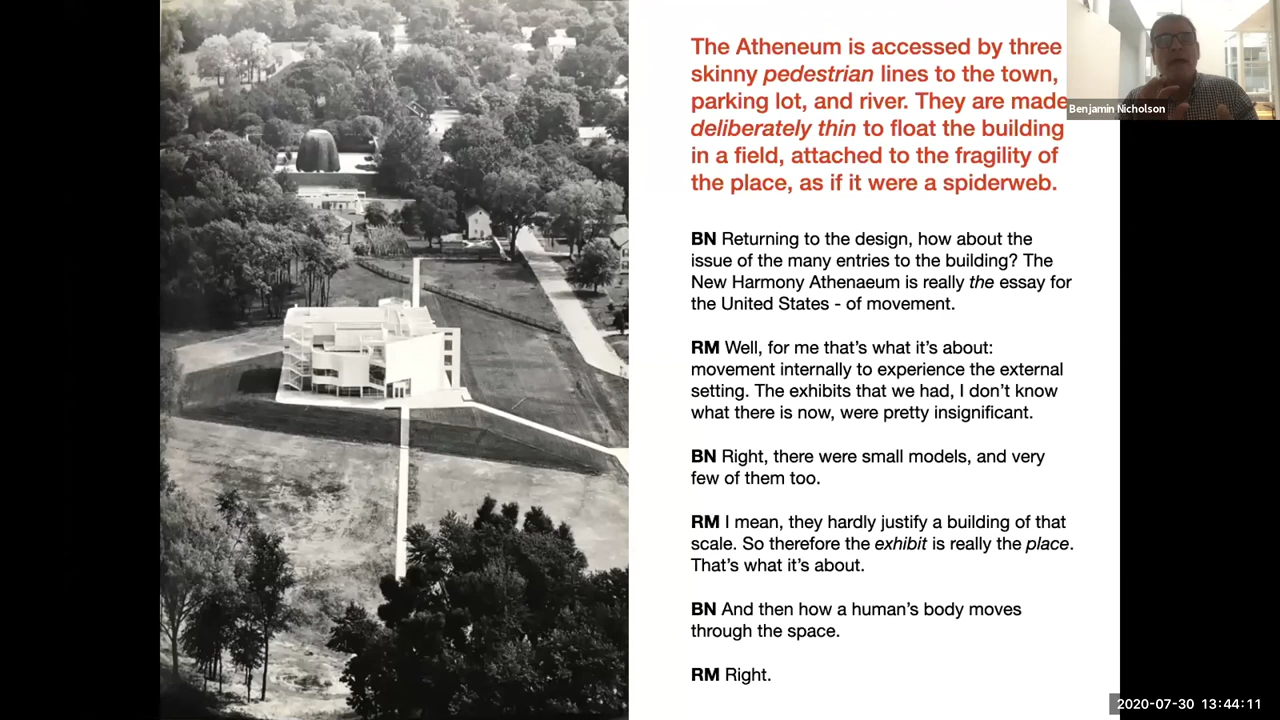 The Atheneum is accessed by three
skinny pedestrian lines to the town,
parking lot, and river. They are made
deliberately thin to float the building
in a field, attached to the fragility of
the place, as if it were a spiderweb.
Benjamin Nicholson
BN Returning to the design, how about the
issue of the many entries to the building? The
New Harmony Athenaeum is really the essay for
the United States - of movement.
RM Well, for me that’s what it’s about:
movement internally to experience the external
setting. The exhibits that we had, I don’t know
what there is now, were pretty insignificant.
BN Right, there were small models, and very
few of them too.
RM I mean, they hardly justify a building of that
scale. So therefore the exhibit is really the place.
That’s what it’s about.
BN And then how a human’s body moves
through the space.
RM Right.
2020-07-30 13:44:11